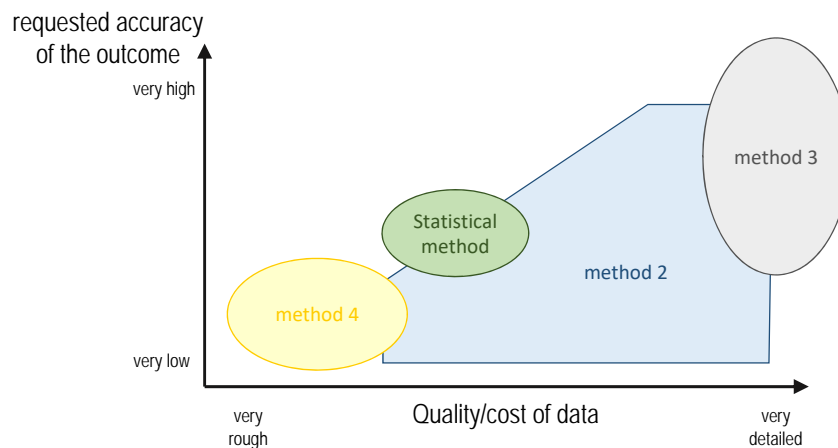 requested accuracy
of the outcome
very high
method 3
Statistical
method
method 2
method 4
very low
very
rough
Quality/cost of data
very
detailed